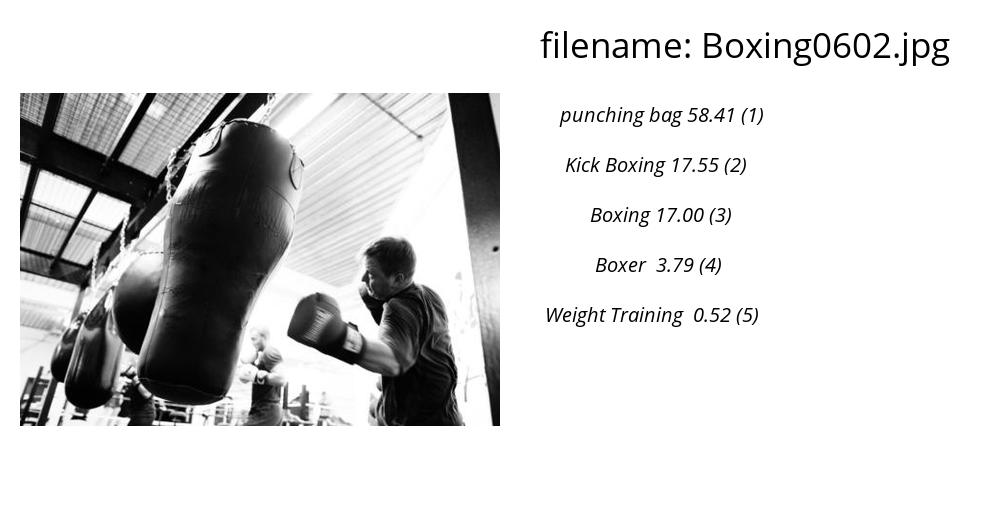 filename: Boxing0602.jpg
punching bag 58.41 (1)
Kick Boxing 17.55 (2)
Boxing 17.00 (3)
Boxer 3.79 (4)
Weight Training 0.52 (5)